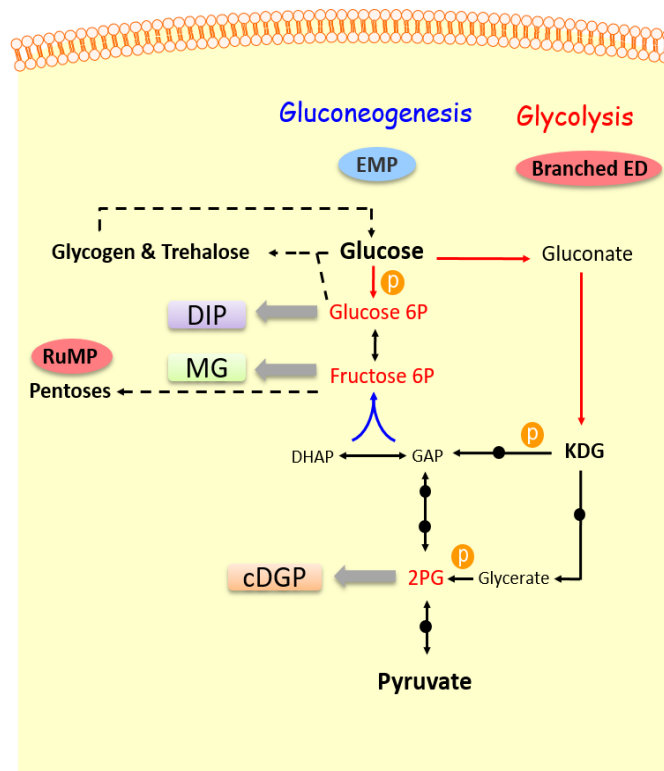 Gluconeogenesis Glycolysis
EMP Branched ED
Glycogen & Trehalose Glucose Gluconate
p
DIP Glucose 6P
RuMP MG Fructose 6P
Pentoses
p
DHAP GAP KDG
p
cDGP 2PG Glycerate
Pyruvate